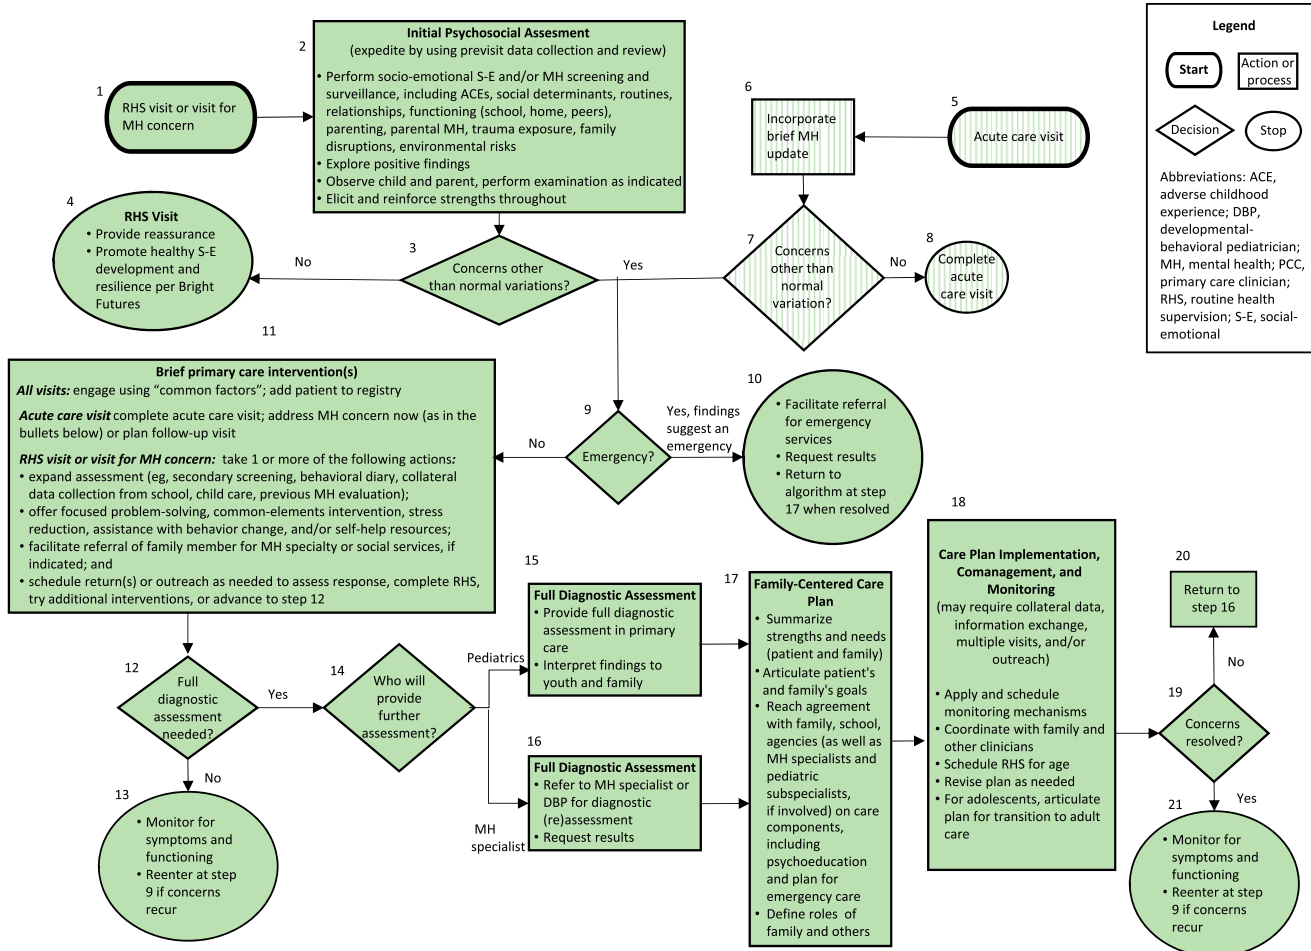 1
RHS visit or visit for
MH concern
2
Initial Psychosocial Assesment
(expedite by using previsit data collection and review)
• Perform socio-emotional S-E and/or MH screening and
surveillance, including ACEs, social determinants, routines,
relationships, functioning (school, home, peers),
parenting, parental MH, trauma exposure, family
disruptions, environmental risks
• Explore positive findings
• Observe child and parent, perform examination as indicated
• Elicit and reinforce strengths throughout
3
Concerns other
than normal variations?
No
Yes
4
RHS Visit
• Provide reassurance
• Promote healthy S-E
development and
resilience per Bright
Futures
5
Acute care visit
6
Incorporate
brief MH
update
7
Concerns
other than
normal
variation?
No
8
Complete
acute
care visit
Legend
Start
Action or
process
Decision
Stop
Abbreviations: ACE,
adverse childhood
experience; DBP,
developmental-
behavioral pediatrician;
MH, mental health; PCC,
primary care clinician;
RHS, routine health
supervision; S-E, social-
emotional
9
Emergency?
No
Yes, findings
suggest an
emergency
10
• Facilitate referral
for emergency
services
• Request results
• Return to
algorithm at step
17 when resolved
11
Brief primary care intervention(s)
All visits: engage using “common factors”; add patient to registry
Acute care visit complete acute care visit; address MH concern now (as in the
bullets below) or plan follow-up visit
RHS visit or visit for MH concern: take 1 or more of the following actions:
• expand assessment (eg, secondary screening, behavioral diary, collateral
data collection from school, child care, previous MH evaluation);
• offer focused problem-solving, common-elements intervention, stress
reduction, assistance with behavior change, and/or self-help resources;
• facilitate referral of family member for MH specialty or social services, if
indicated; and
• schedule return(s) or outreach as needed to assess response, complete RHS,
try additional interventions, or advance to step 12
12
Full
diagnostic
assessment
needed?
Yes
No
13
• Monitor for
symptoms and
functioning
• Reenter at step
9 if concerns
recur
14
Who will
provide
further
assessment?
Pediatrics
MH
specialist
15
Full Diagnostic Assessment
• Provide full diagnostic
assessment in primary
care
• Interpret findings to
youth and family
16
Full Diagnostic Assessment
• Refer to MH specialist or
DBP for diagnostic
(re)assessment
• Request results
17
Family-Centered Care
Plan
• Summarize
strengths and needs
(patient and family)
• Articulate patient's
and family's goals
• Reach agreement
with family, school,
agencies (as well as
MH specialists and
pediatric
subspecialists,
if involved) on care
components,
including
psychoeducation
and plan for
emergency care
• Define roles of
family and others
18
Care Plan Implementation,
Comanagement, and
Monitoring
(may require collateral data,
information exchange,
multiple visits, and/or
outreach)
• Apply and schedule
monitoring mechanisms
• Coordinate with family and
other clinicians
• Schedule RHS for age
• Revise plan as needed
• For adolescents, articulate
plan for transition to adult
care
19
Concerns
resolved?
No
Yes
20
Return to
step 16
21
• Monitor for
symptoms and
functioning
• Reenter at step
9 if concerns
recur